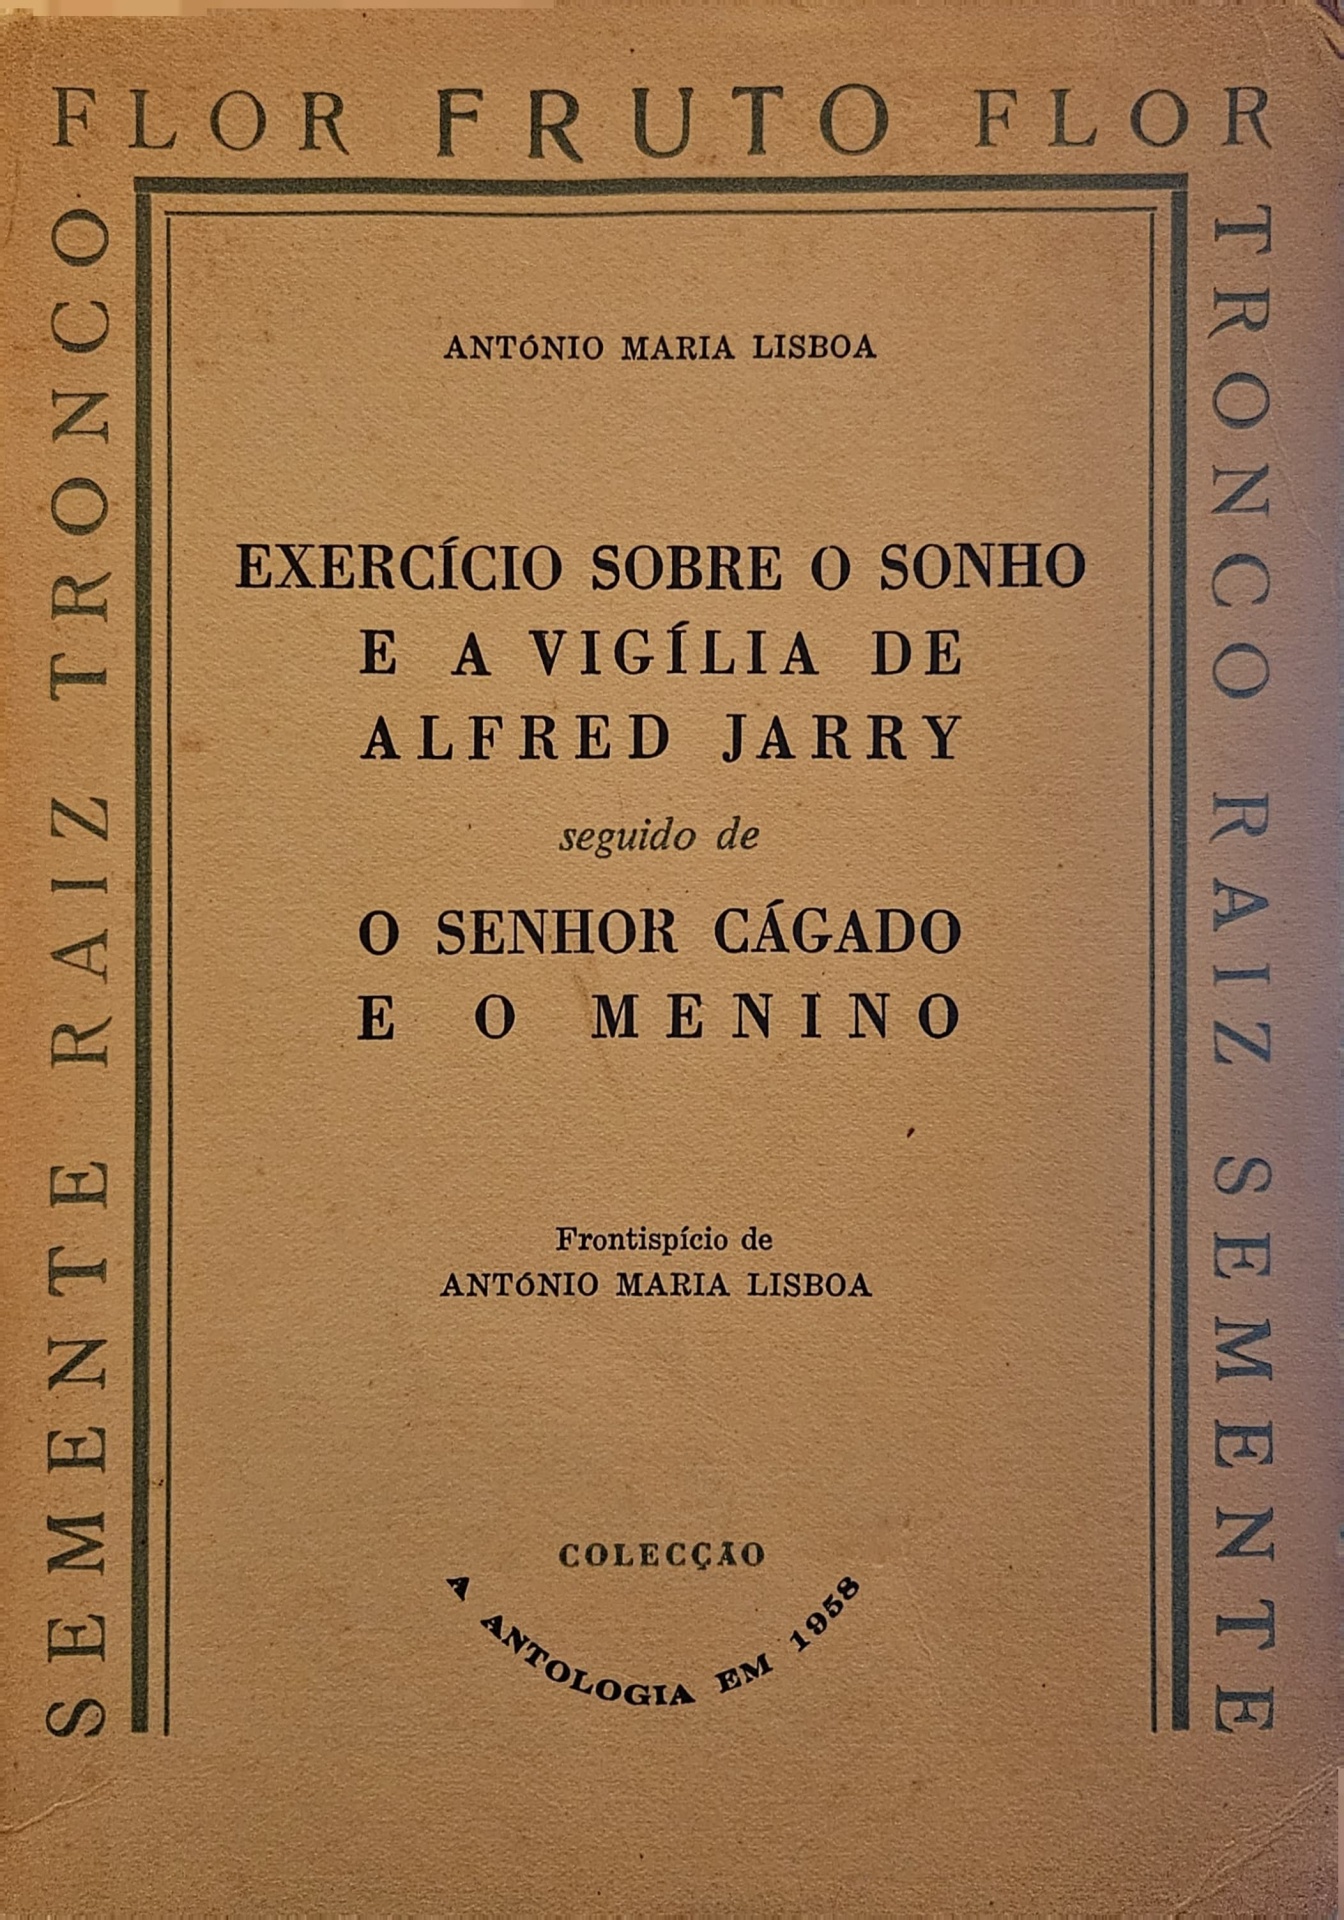 FLOR FRUTO FLOR
SEMENTE RAIZ TRONCO
TRONCO RAIZ SEMENTE
ANTÓNIO MARIA LISBOA
EXERCÍCIO SOBRE O SONHO
E A VIGÍLIA DE
ALFRED JARRY
seguido de
O SENHOR CÁGADO
E O MENINO
Frontispício de
ANTÓNIO MARIA LISBOA
COLECÇÃO
A ANTOLOGIA EM 1958